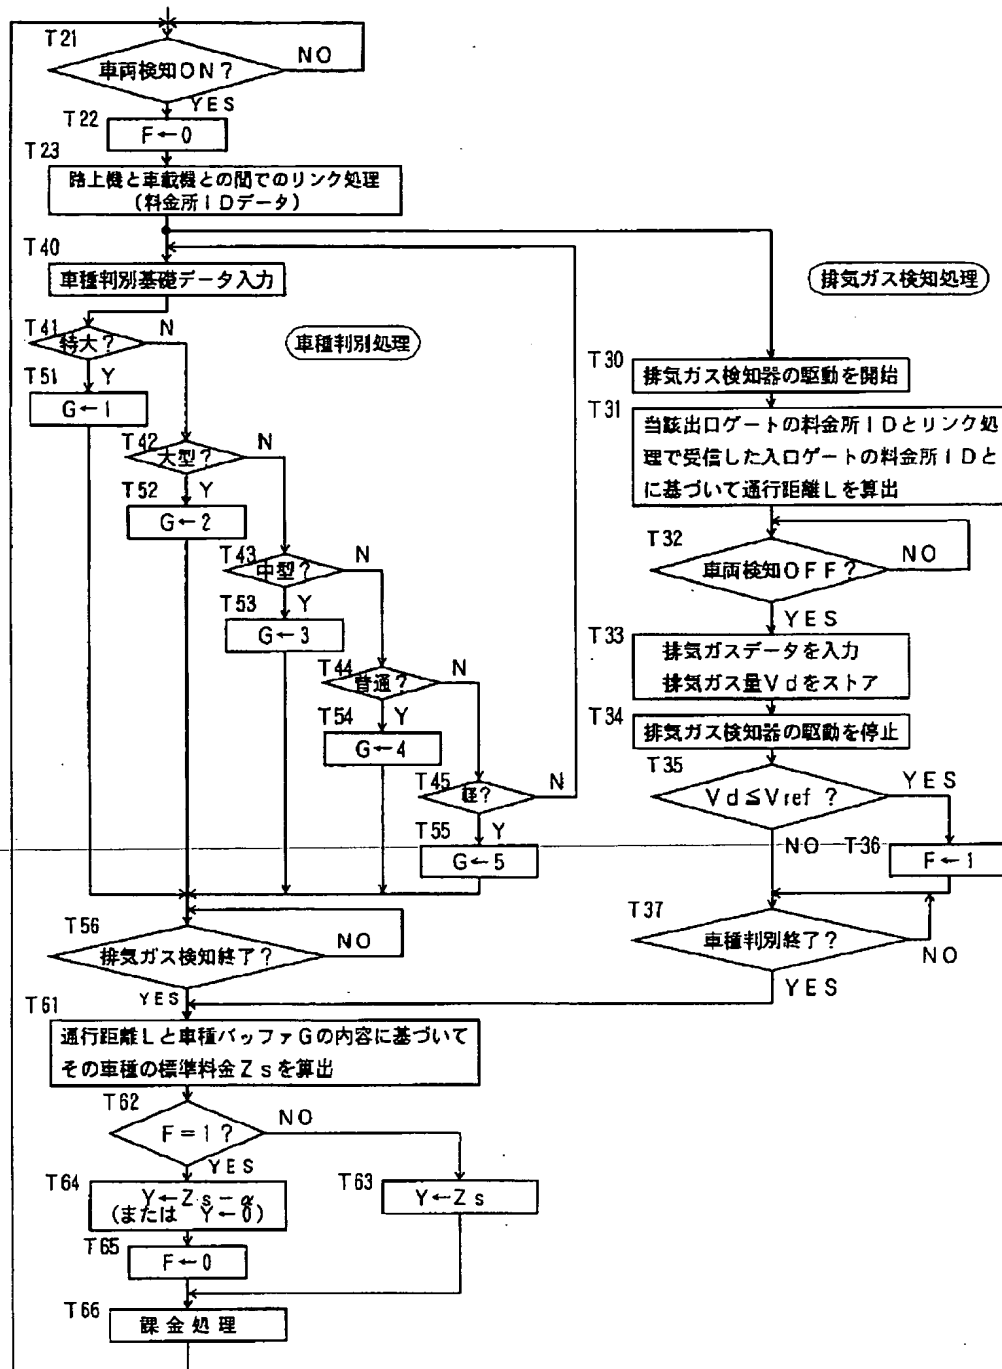 T21
車両検知ON?
NO
YES
T22
F←0
T23
路上機と車載機との間でのリンク処理
(料金所IDデータ)
T40
車種判別基礎データ入力
排気ガス検知処理
T41
特大?
N
車種判別処理
Y
T51
G←1
T30
排気ガス検知器の駆動を開始
T31
当該出口ゲートの料金所IDとリンク処
理で受信した入口ゲートの料金所IDと
に基づいて通行距離Lを算出
T42
大型?
N
Y
T52
G←2
T32
車両検知OFF?
NO
YES
T43
中型?
N
Y
T53
G←3
T33
排気ガスデータを入力
排気ガス量Vdをストア
T44
普通?
N
Y
T54
G←4
T34
排気ガス検知器の駆動を停止
T35
Vd≦Vref?
YES
NO
T45
軽?
N
Y
T55
G←5
T36
F←1
T37
車種判別終了?
NO
YES
T56
排気ガス検知終了?
NO
YES
T61
通行距離Lと車種バッファGの内容に基づいて
その車種の標準料金Zsを算出
T62
F=1?
NO
YES
T64
Y←Zs-α
(または Y←0)
T63
Y←Zs
T65
F←0
T66
課金処理